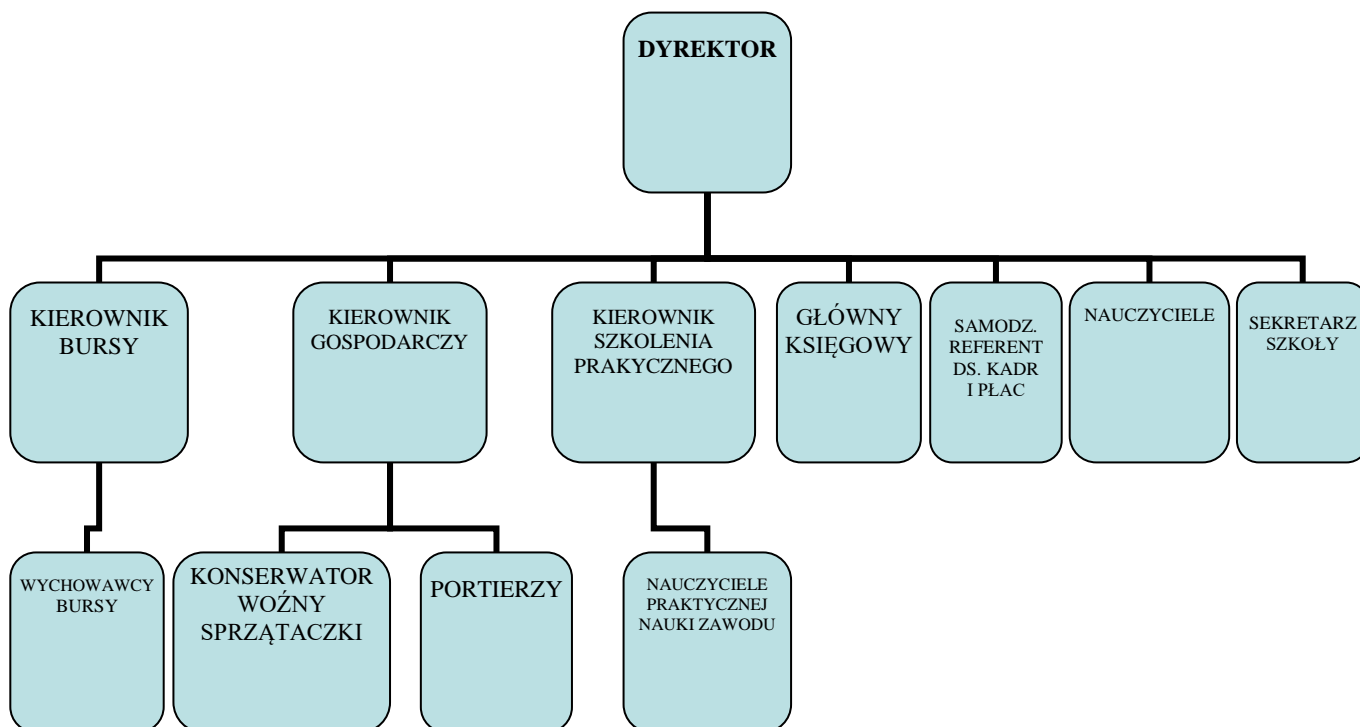 DYREKTOR
KIEROWNIK
BURSY
KIEROWNIK
GOSPODARCZY
KIEROWNIK
SZKOLENIA
PRAKYCZNEGO
GŁÓWNY
KSIĘGOWY
SAMODZ.
REFERENT
DS. KADR
I PŁAC
NAUCZYCIELE
SEKRETARZ
SZKOŁY
WYCHOWAWCY
BURSY
KONSERWATOR
WOŹNY
SPRZĄTACZKI
PORTIERZY
NAUCZYCIELE
PRAKTYCZNEJ
NAUKI ZAWODU